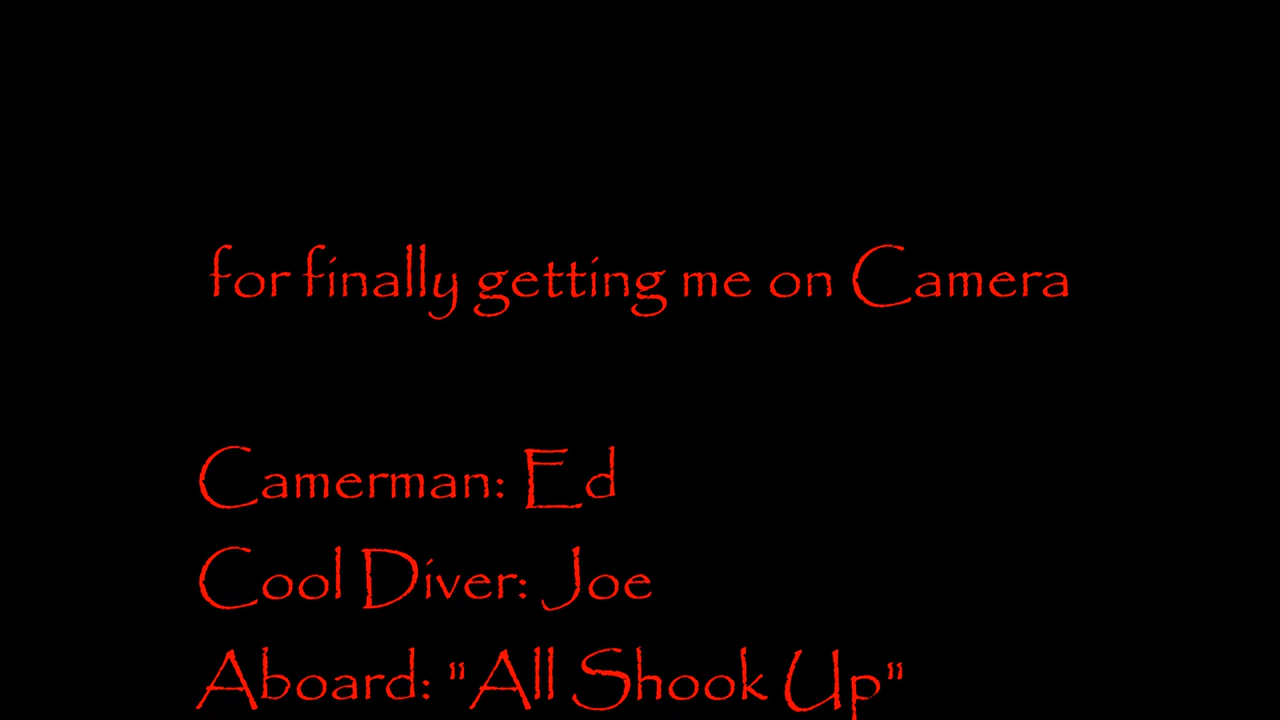 for finally getting me on Camera
Camerman: Ed
Cool Diver: Joe
Aboard: "All Shook Up"